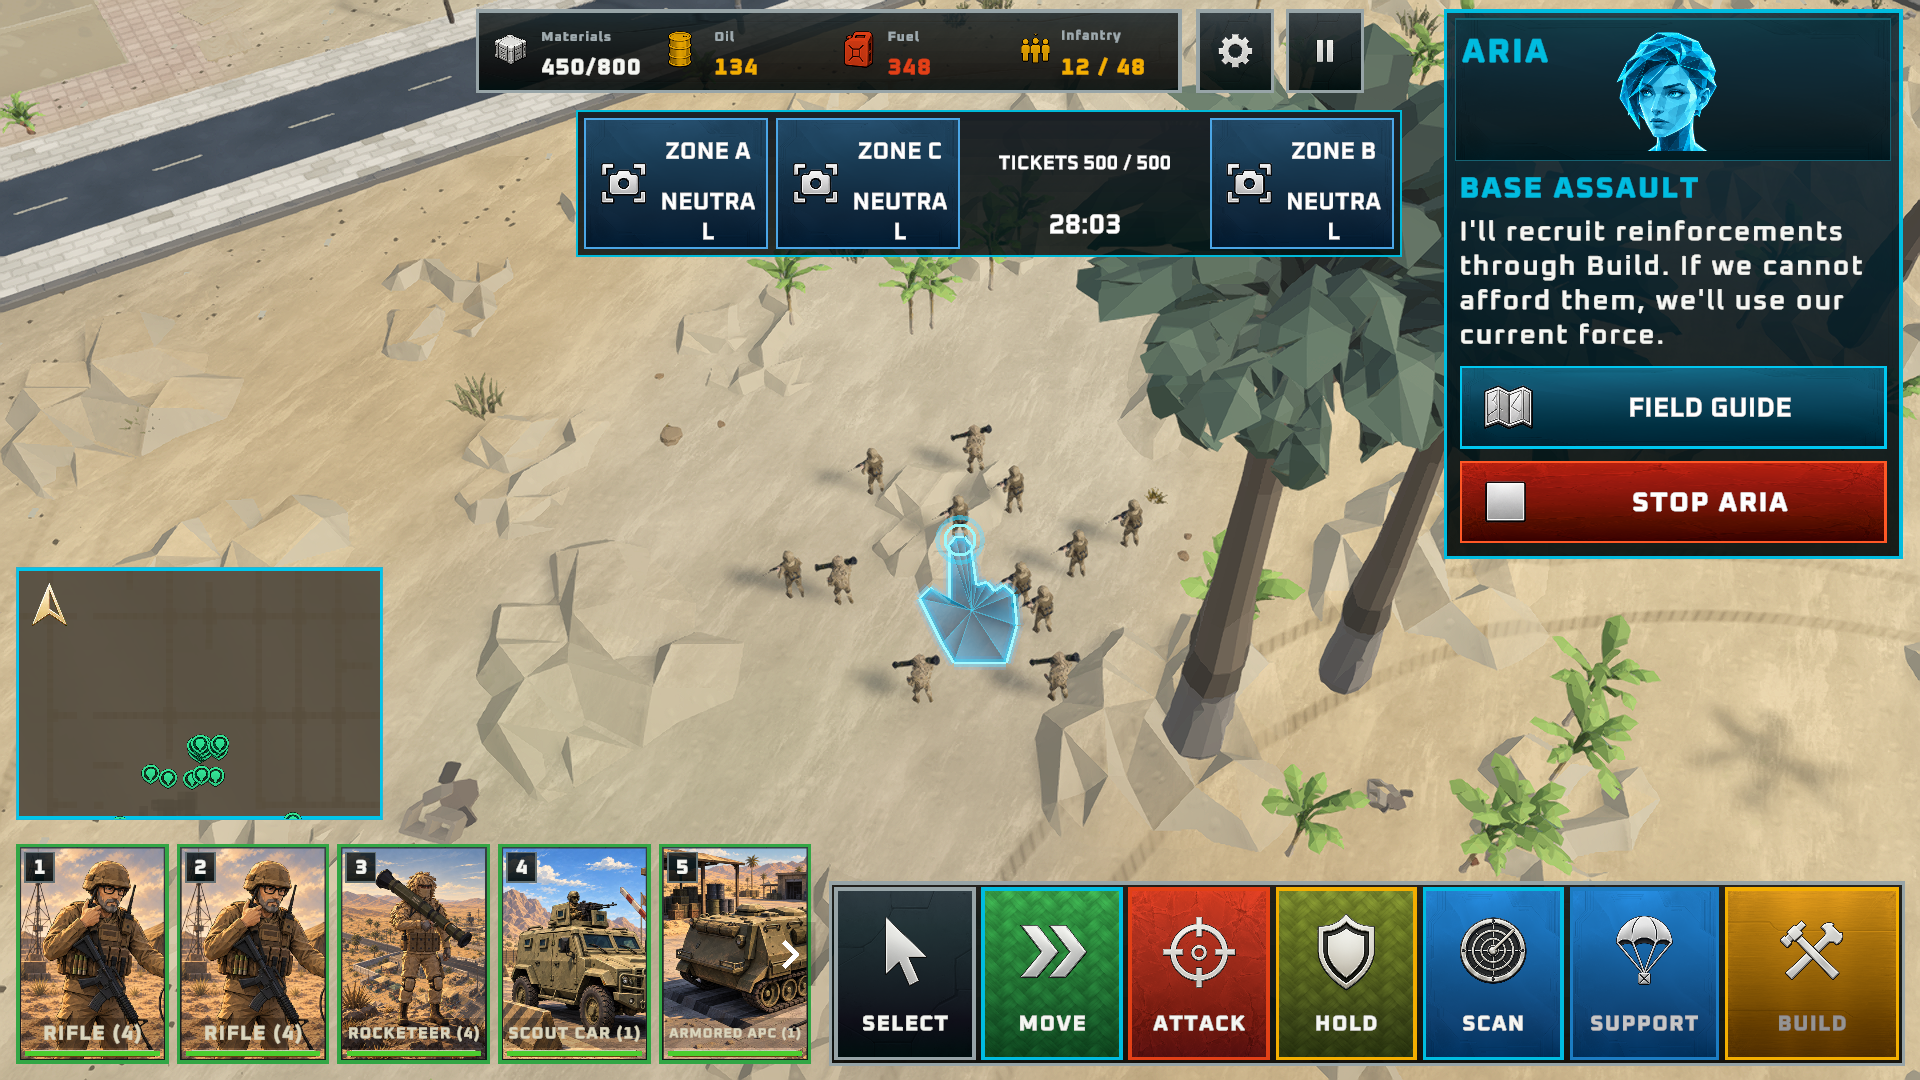 Materials
450/800
Oil
134
Fuel
348
Infantry
12 / 48
ZONE A
NEUTRA
L
ZONE C
NEUTRA
L
TICKETS 500 / 500
28:03
ZONE B
NEUTRA
L
ARIA
BASE ASSAULT
I'll recruit reinforcements
through Build. If we cannot
afford them, we'll use our
current force.
FIELD GUIDE
STOP ARIA
1
RIFLE (4)
2
RIFLE (4)
3
ROCKETEER (4)
4
SCOUT CAR (1)
5
ARMORED APC (1)
SELECT
MOVE
ATTACK
HOLD
SCAN
SUPPORT
BUILD